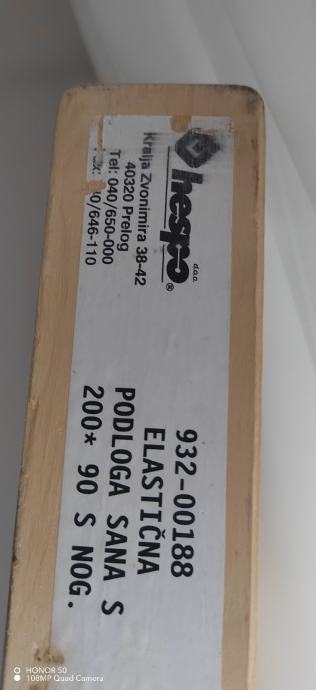 hespo d.o.o. ®
Kralja Zvonimira 38-42
40320 Prelog
Tel: 040/650-000
0/646-110
932-00188
ELASTIČNA
PODLOGA SANA S
200* 90 S NOG.
HONOR 50
108MP Quad Camera